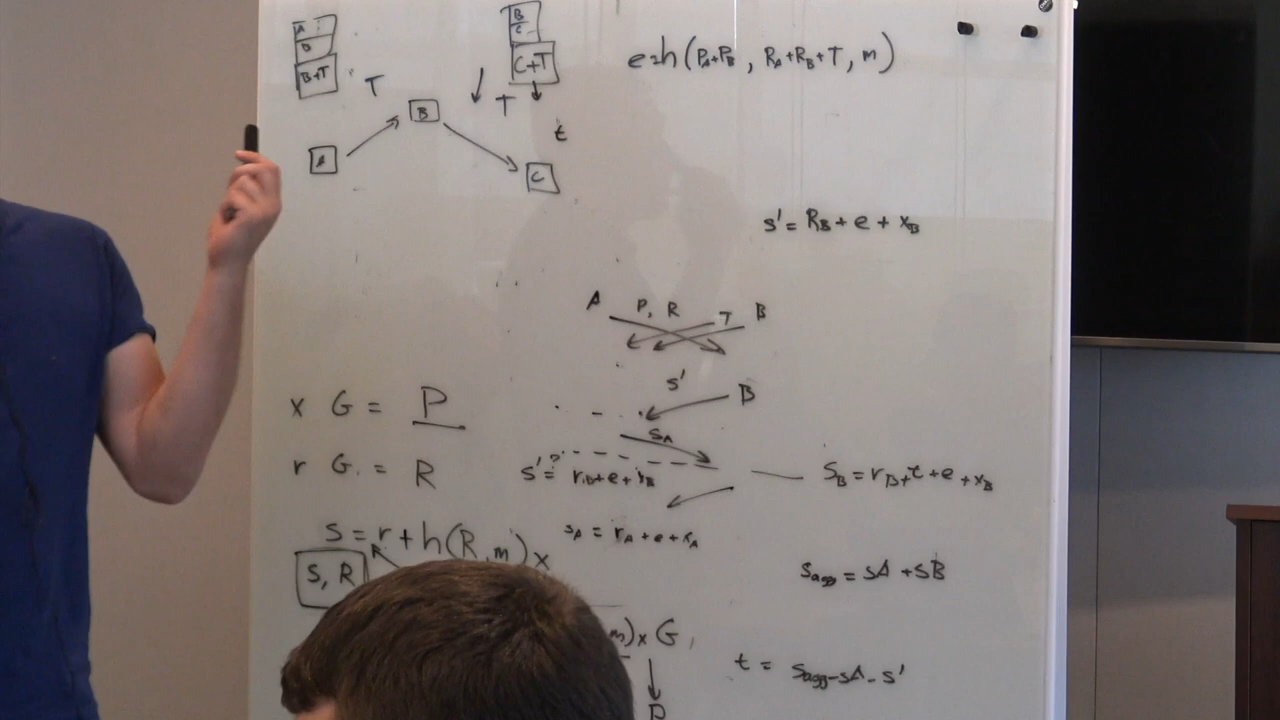 A
D
B+T
T
A
B
B
C
C+T
T
t
C
e=h(PA+PB, RA+RB+T, m)
s' = RB + e + xB
A P, R T B
s' B
x G = P
sA
r G = R
s' ?= rB+e+xB
SB = rB+t+e+xB
S = r+h(R, m)x
sA = rA+e+xA
S, R
Sagg = SA + SB
m)xG
t = Sagg-SA-s'